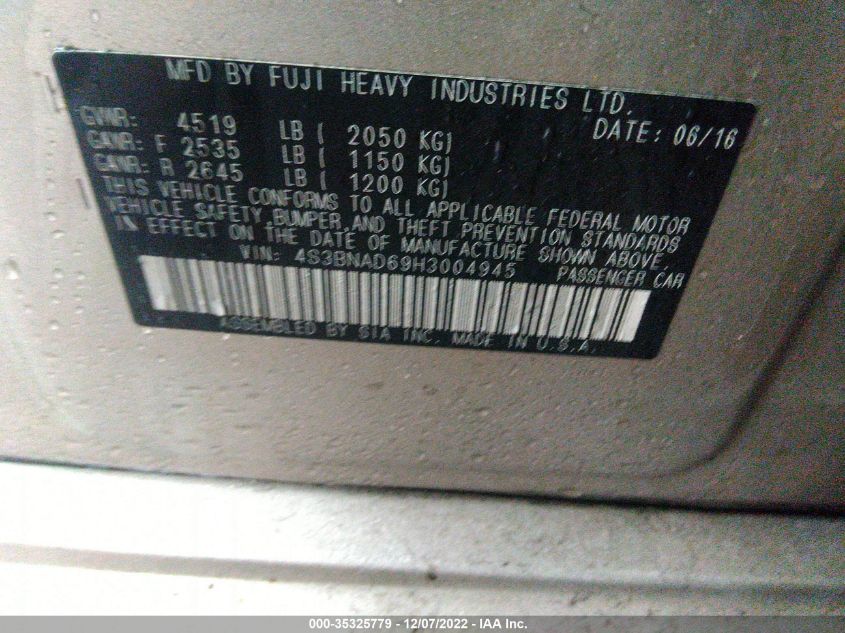 MFD BY FUJI HEAVY INDUSTRIES LTD.
DATE: 06/16
GVWR: 4519 LB ( 2050 KG)
GAWR: F 2535 LB ( 1150 KG)
GAWR: R 2645 LB ( 1200 KG)
THIS VEHICLE CONFORMS TO ALL APPLICABLE FEDERAL MOTOR
VEHICLE SAFETY,BUMPER,AND THEFT PREVENTION STANDARDS
IN EFFECT ON THE DATE OF MANUFACTURE SHOWN ABOVE.
VIN: 4S3BNAD69H3004945 PASSENGER CAR
ASSEMBLED BY SIA INC. MADE IN U.S.A.
000-35325779 - 12/07/2022 - IAA Inc.